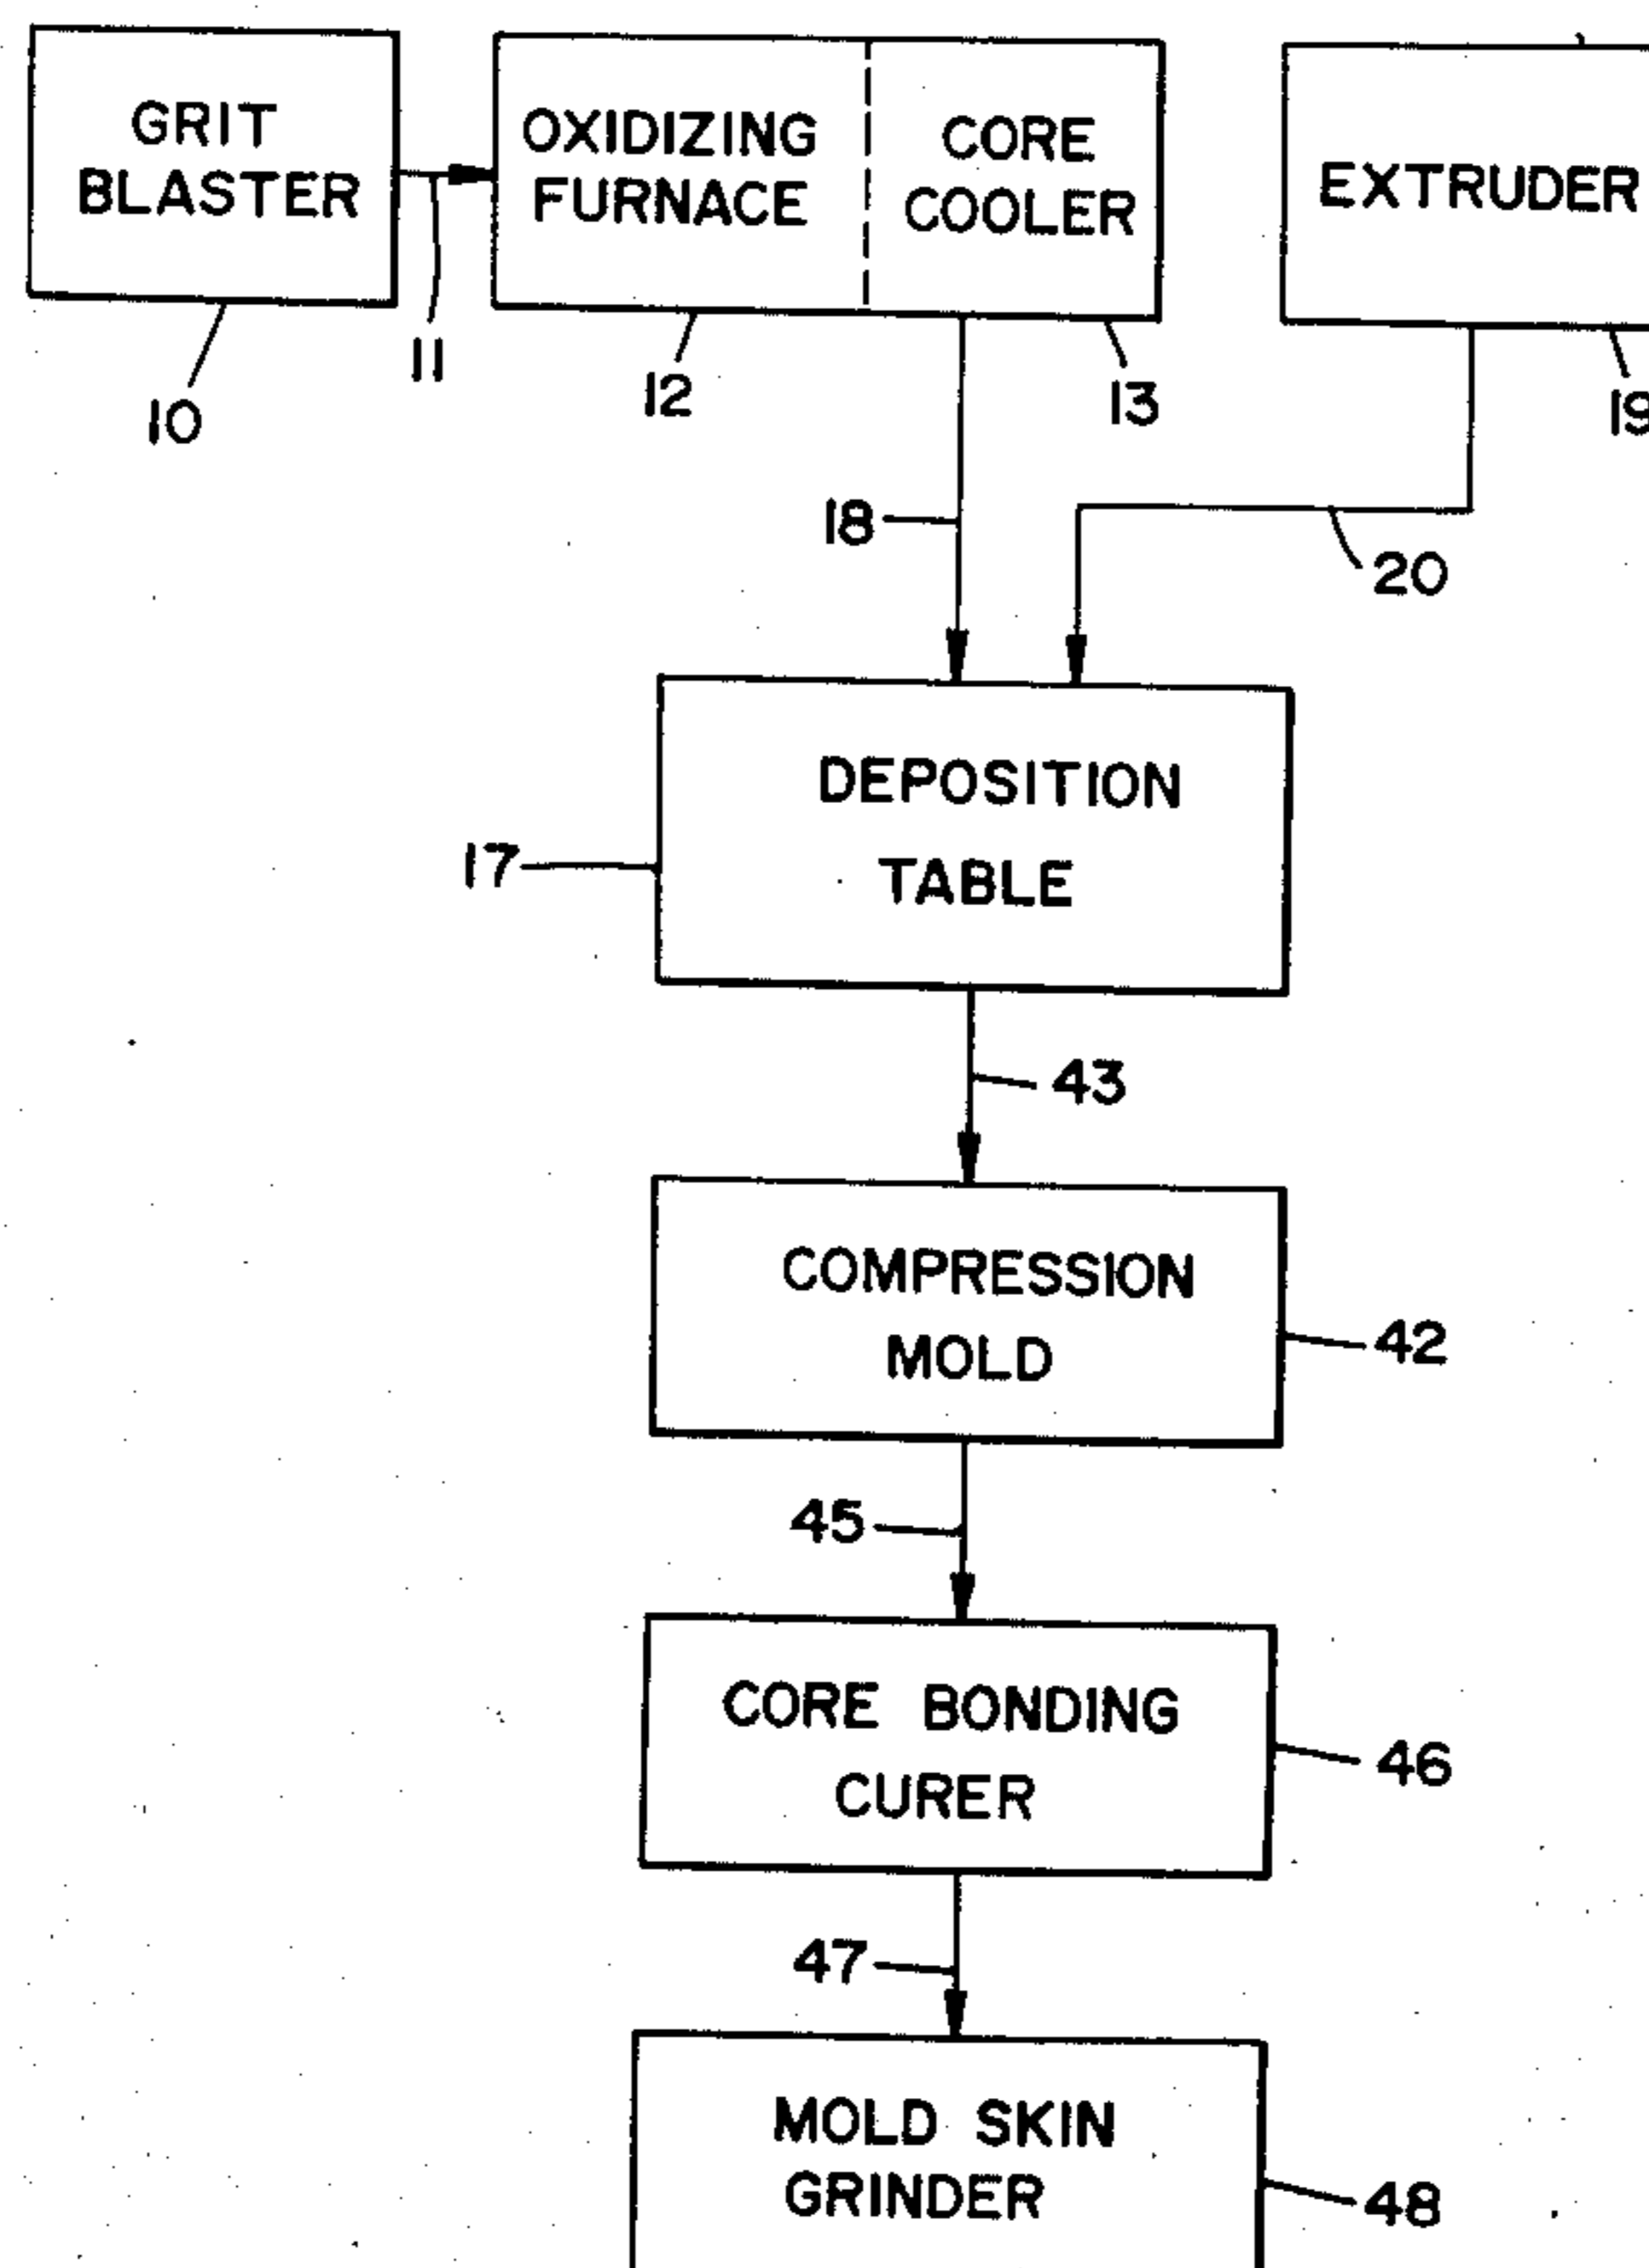 GRIT
BLASTER
OXIDIZING
FURNACE
CORE
COOLER
EXTRUDER
10
11
12
13
19
18
20
DEPOSITION
TABLE
17
43
COMPRESSION
MOLD
42
45
CORE BONDING
CURER
46
47
MOLD SKIN
GRINDER
48